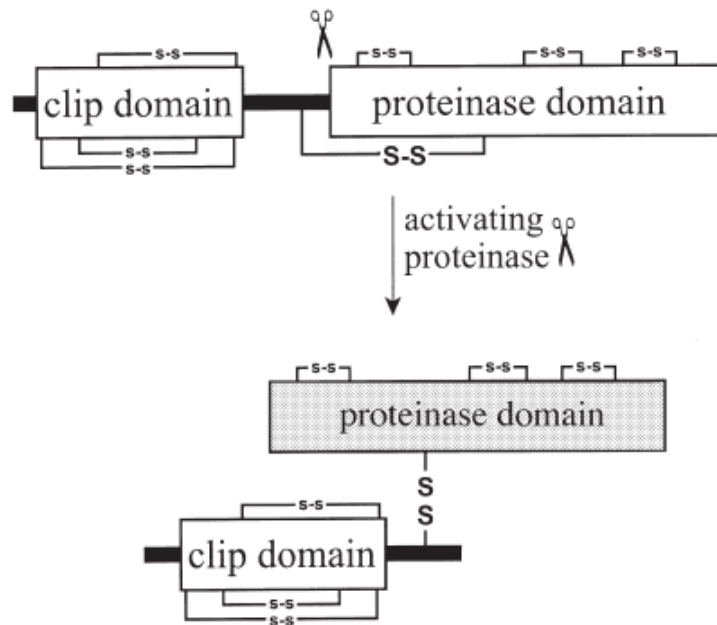 s-s
s-s
s-s
s-s
clip domain
proteinase domain
s-s
s-s
S-S
activating
proteinase
s-s
s-s
s-s
proteinase domain
S
S
s-s
clip domain
s-s
s-s